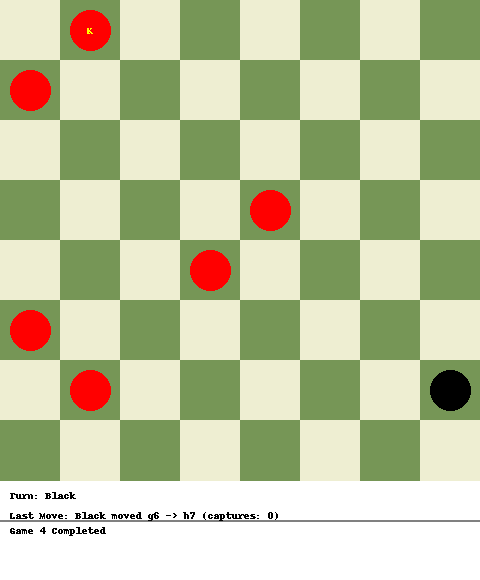 K
Turn: Black
Last Move: Black moved g6 -> h7 (captures: 0)
Game 4 Completed